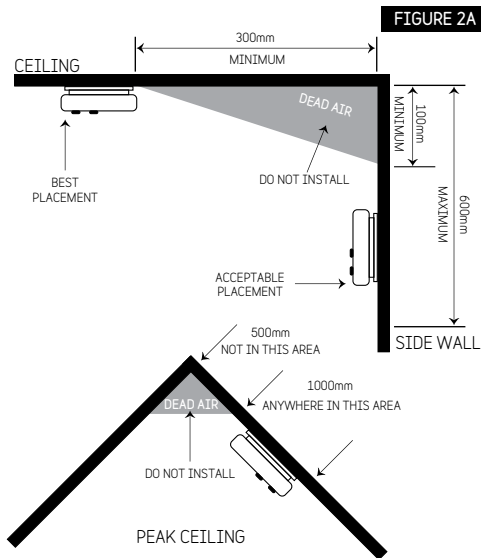 FIGURE 2A
300mm
MINIMUM
CEILING
DEAD AIR
100mm
MINIMUM
BEST
PLACEMENT
DO NOT INSTALL
600mm
MAXIMUM
ACCEPTABLE
PLACEMENT
SIDE WALL
500mm
NOT IN THIS AREA
1000mm
ANYWHERE IN THIS AREA
DEAD AIR
DO NOT INSTALL
PEAK CEILING